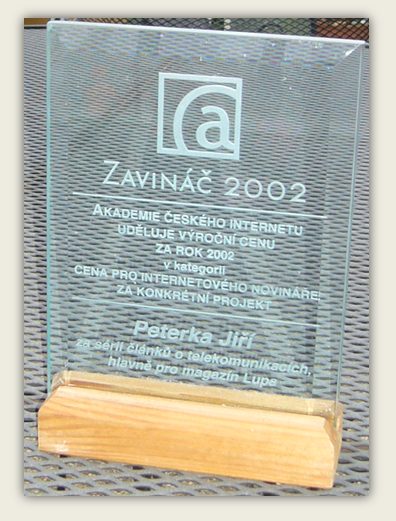 a
ZAVINÁČ 2002
AKADEMIE ČESKÉHO INTERNETU
UDĚLUJE VÝROČNÍ CENU
ZA ROK 2002
v kategorii
CENA PRO INTERNETOVÉHO NOVINÁŘE
ZA KONKRÉTNÍ PROJEKT
Peterka Jiří
za sérii článků o telekomunikacích,
hlavně pro magazín Lupa